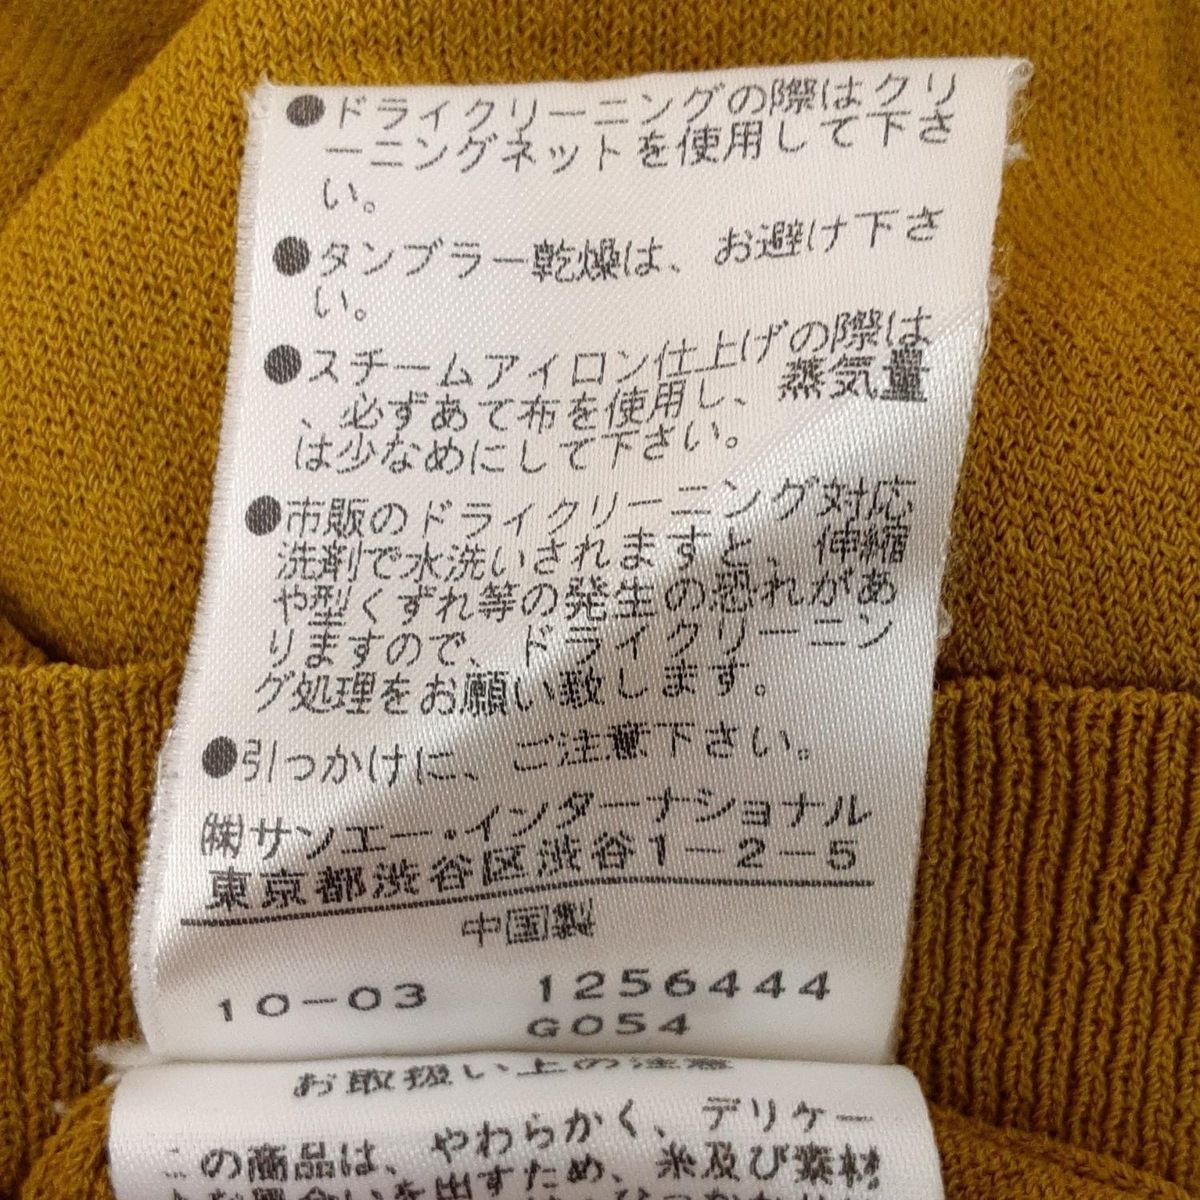 ●ドライクリーニングの際はクリ
ーニングネットを使用して下さ
い。
●タンブラー乾燥は、お避け下さ
い。
●スチームアイロン仕上げの際は
、必ずあて布を使用し、蒸気量
は少なめにして下さい。
●市販のドライクリーニング対応
洗剤で水洗いされますと、伸縮
や型くずれ等の発生の恐れがあ
りますので、ドライクリーニン
グ処理をお願い致します。
●引っかけに、ご注意下さい。
㈱サンエー・インターナショナル
東京都渋谷区渋谷1-2-5
中国製
10-03 1256444
G054
お取扱い上の注意
この商品は、やわらかく、デリケー
を出すため、糸及び素材